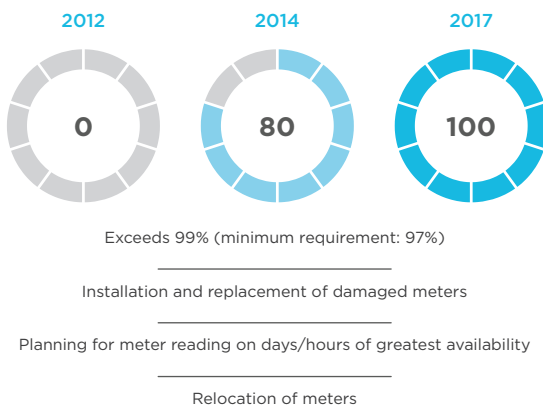 2012 2014 2017
0 80 100
Exceeds 99% (minimum requirement: 97%)
Installation and replacement of damaged meters
Planning for meter reading on days/hours of greatest availability
Relocation of meters